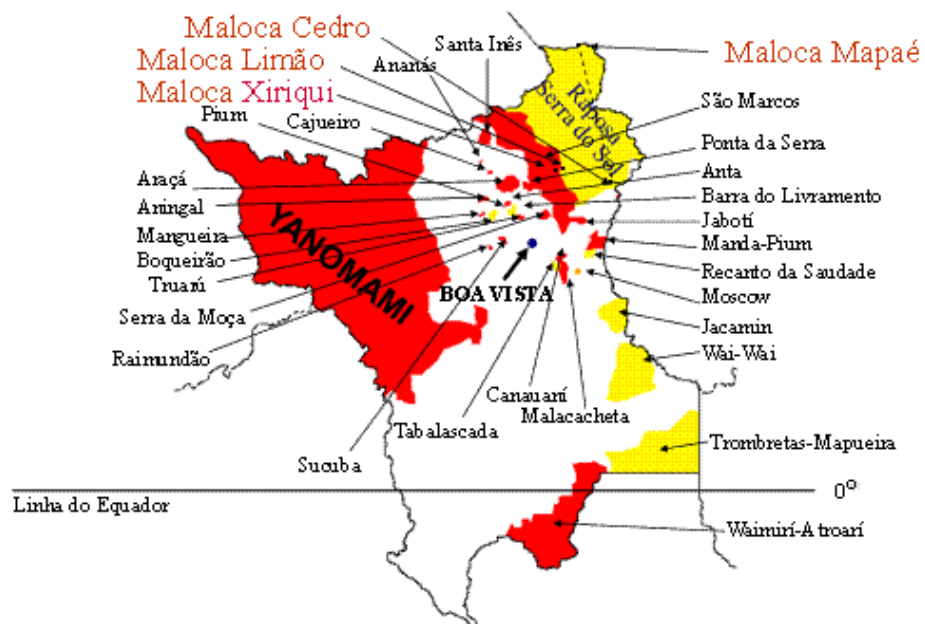 Maloca Cedro
Maloca Limão
Maloca Xiriqui
Maloca Mapaé
Santa Inês
Ananás
Pium
Cajueiro
Araçá
Aningal
Mangueira
Boqueirão
Truarú
Serra da Moça
Raimundão
YANOMAMI
Raposa
Serra do Sol
São Marcos
Ponta da Serra
Anta
Barra do Livramento
Jabotí
Manda-Pium
Recanto da Saudade
Moscow
Jacamin
Wai-Wai
BOA VISTA
Canauaní
Malacacheta
Tabalascada
Sucuba
Trombretas-Mapueira
Linha do Equador
0º
Waimirí-Atroarí